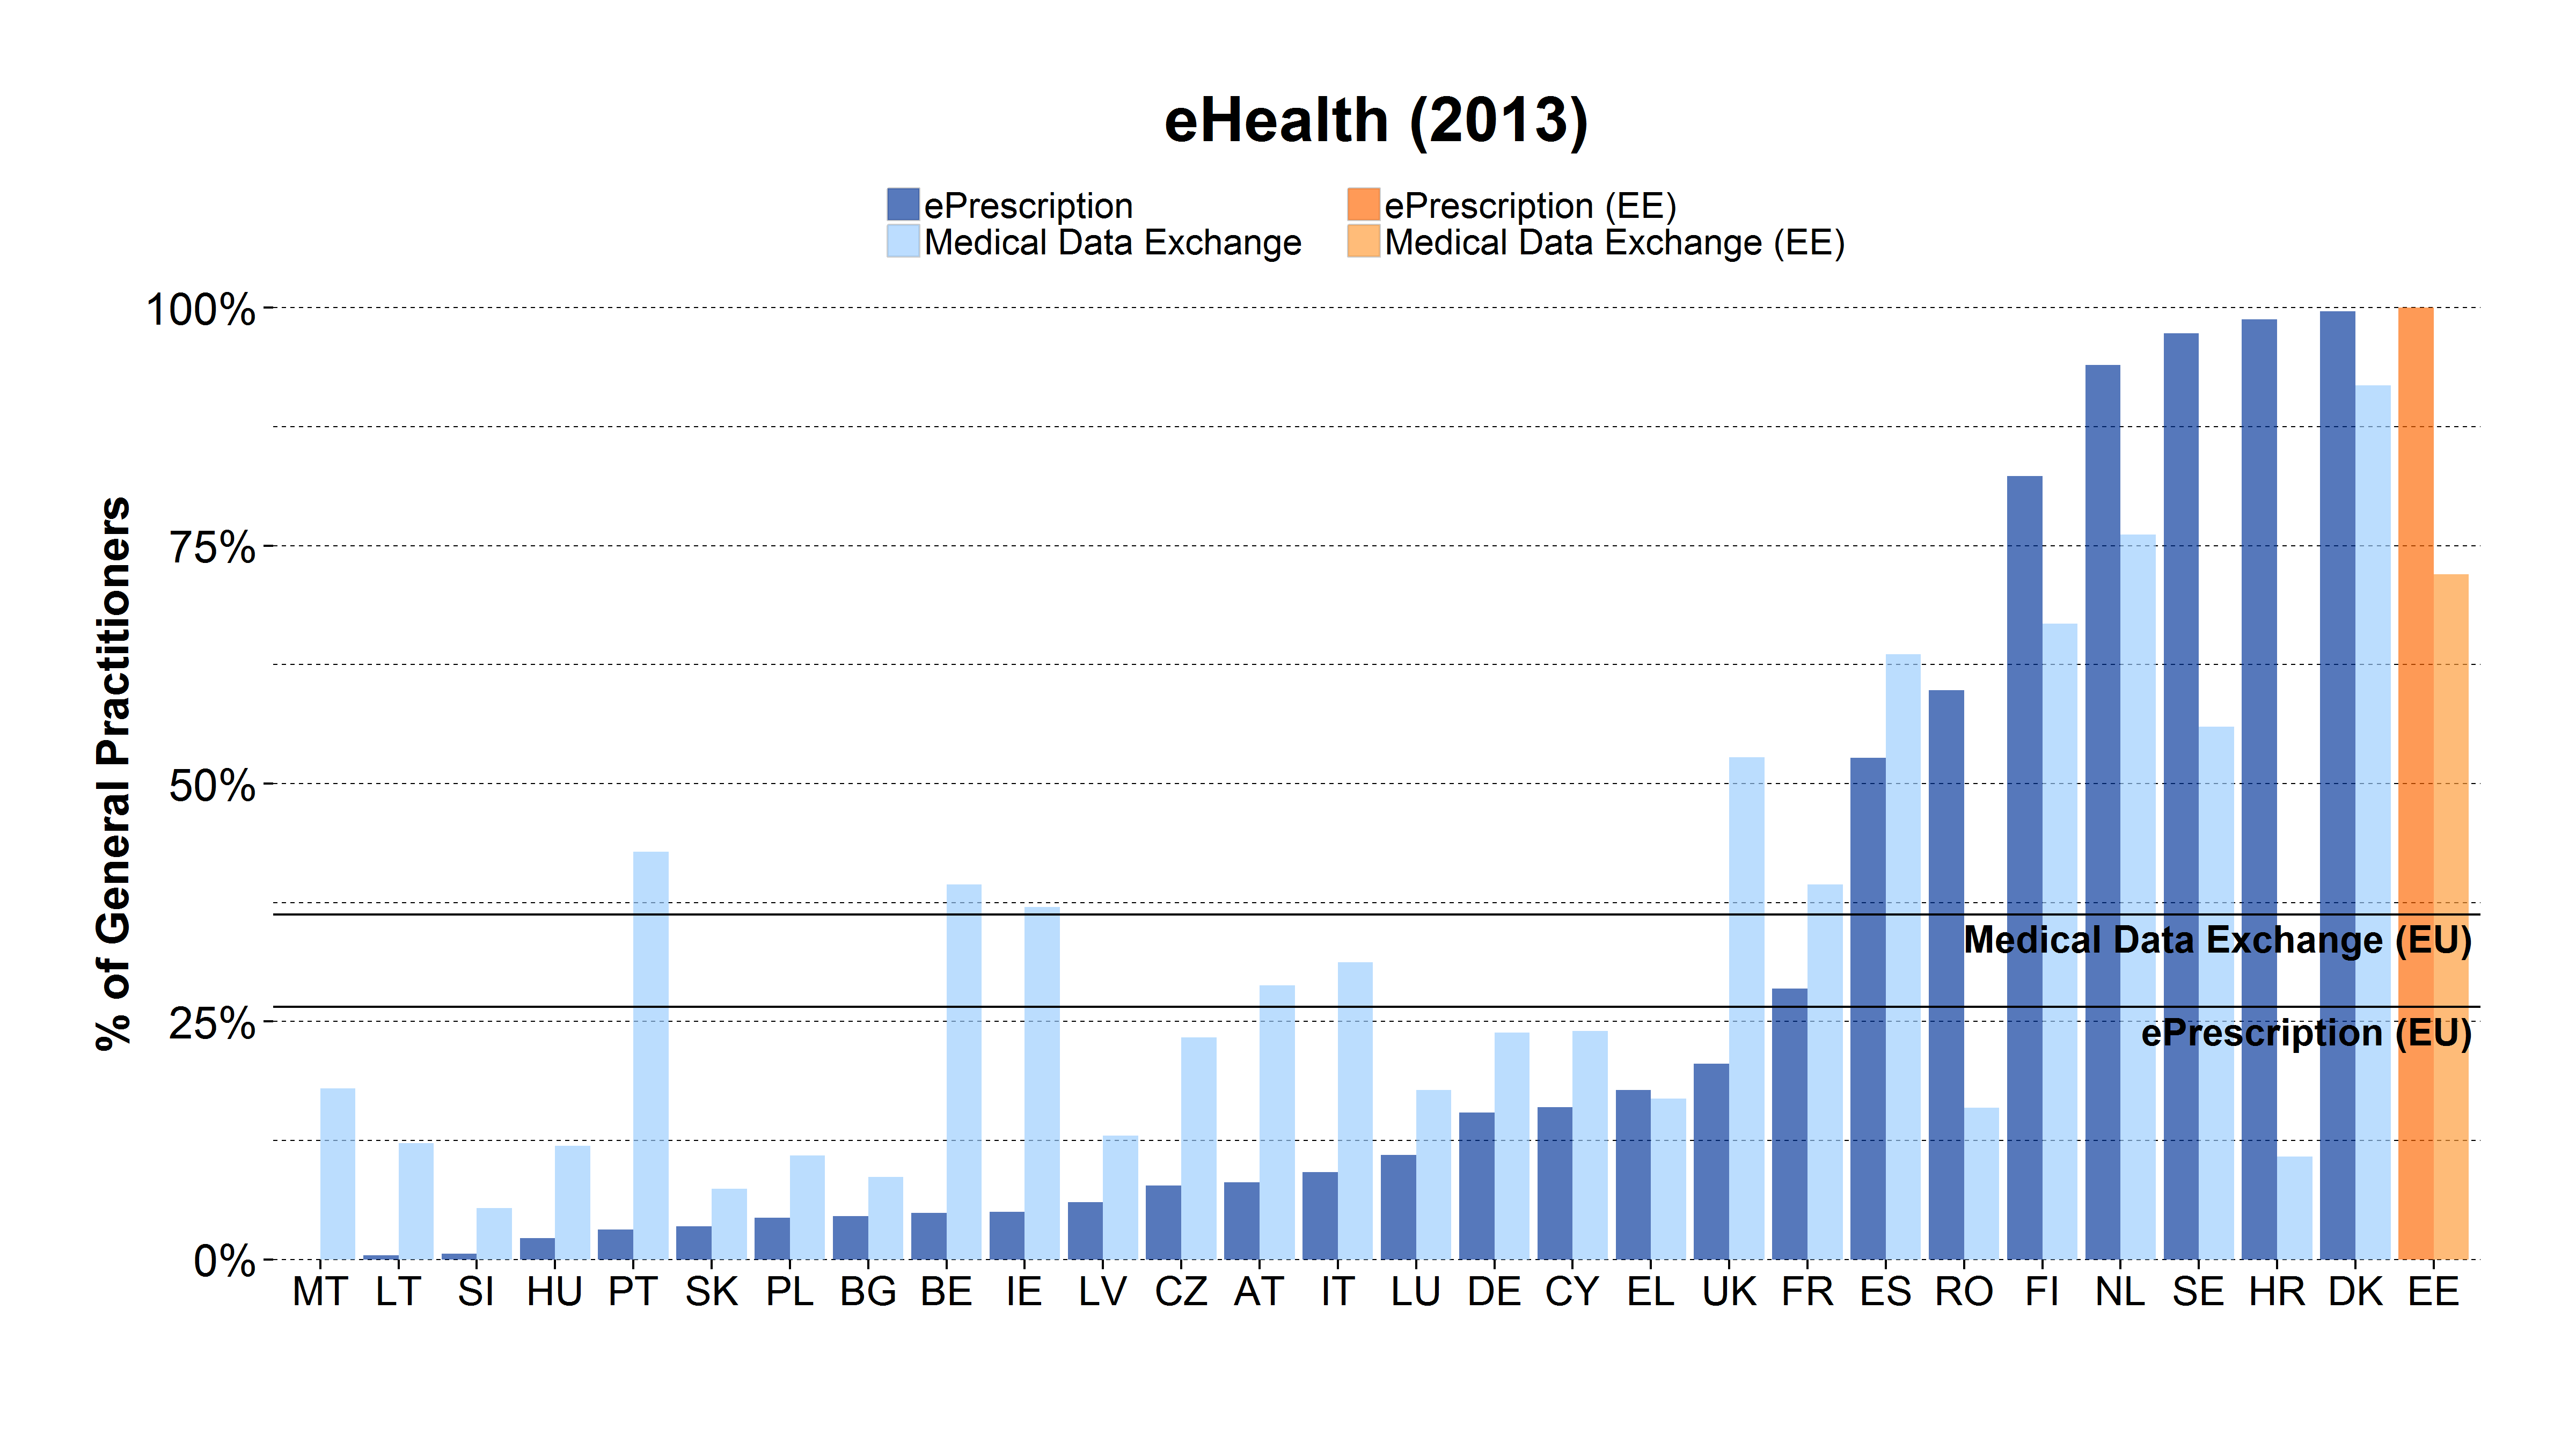 eHealth (2013)
ePrescription
ePrescription (EE)
Medical Data Exchange
Medical Data Exchange (EE)
% of General Practitioners
100%
75%
50%
25%
0%
Medical Data Exchange (EU)
ePrescription (EU)
MT LT SI HU PT SK PL BG BE IE LV CZ AT IT LU DE CY EL UK FR ES RO FI NL SE HR DK EE